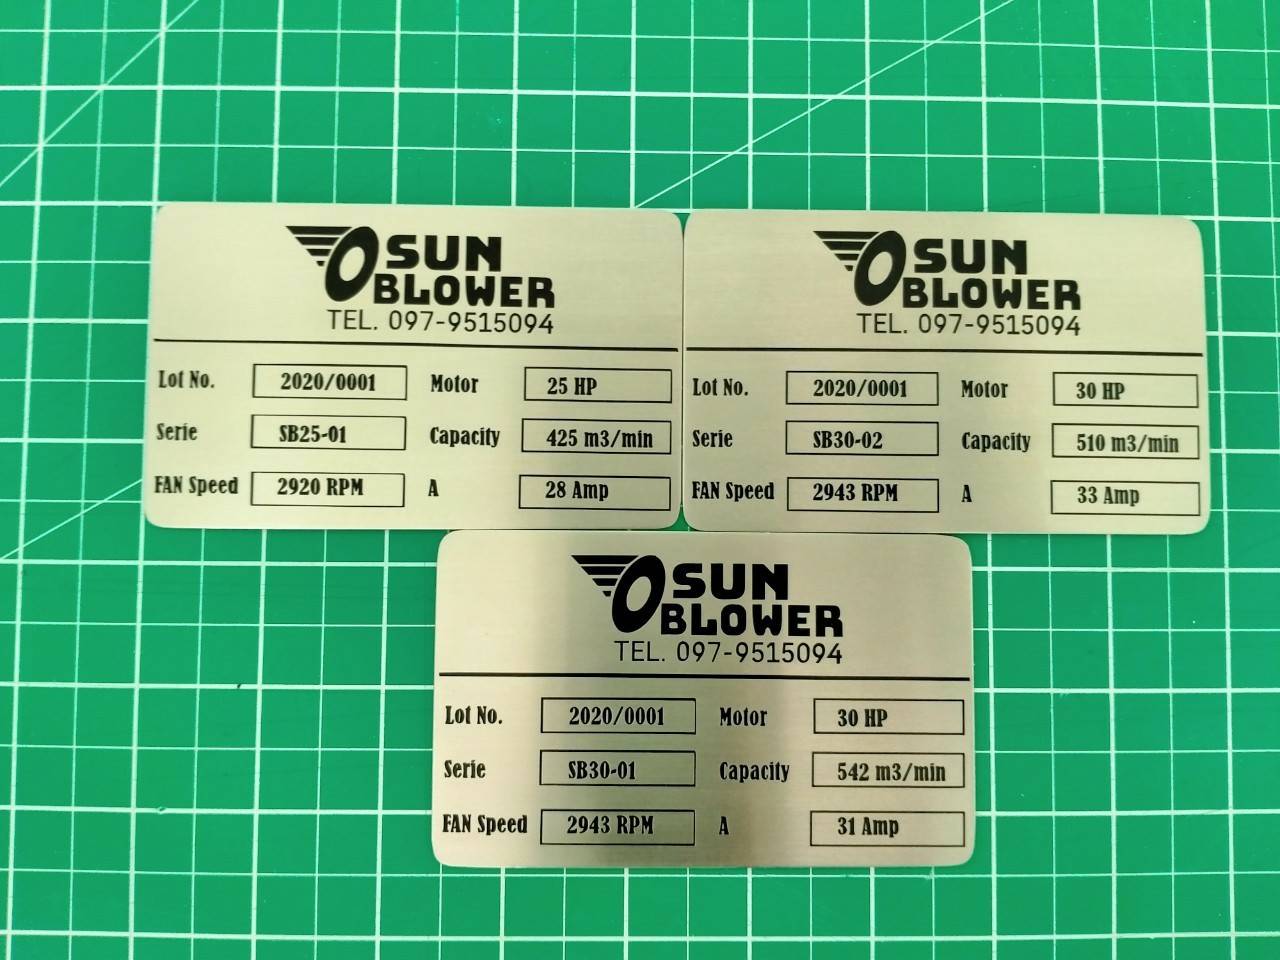 SUN
BLOWER
TEL. 097-9515094
Lot No. 2020/0001 Motor 25 HP
Serie SB25-01 Capacity 425 m3/min
FAN Speed 2920 RPM A 28 Amp
SUN
BLOWER
TEL. 097-9515094
Lot No. 2020/0001 Motor 30 HP
Serie SB30-02 Capacity 510 m3/min
FAN Speed 2943 RPM A 33 Amp
SUN
BLOWER
TEL. 097-9515094
Lot No. 2020/0001 Motor 30 HP
Serie SB30-01 Capacity 542 m3/min
FAN Speed 2943 RPM A 31 Amp